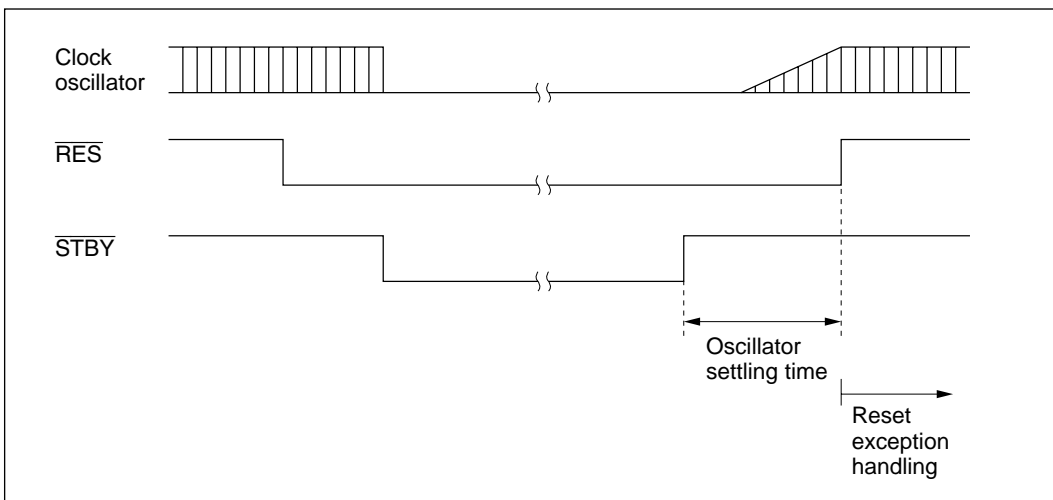 Clock
oscillator
RES
STBY
Oscillator
settling time
Reset
exception
handling